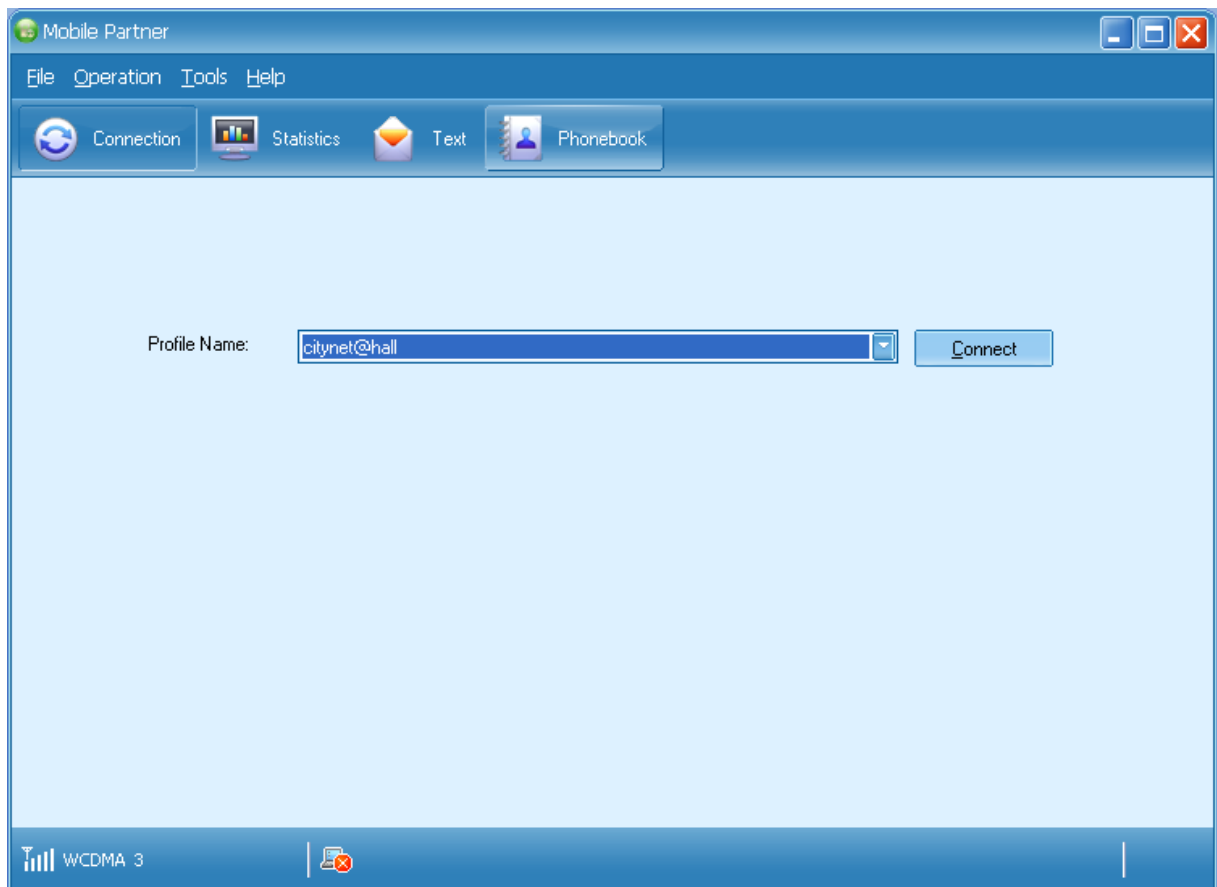 Mobile Partner
File Operation Tools Help
Connection Statistics Text Phonebook
Profile Name: citynet@hall Connect
WCDMA 3